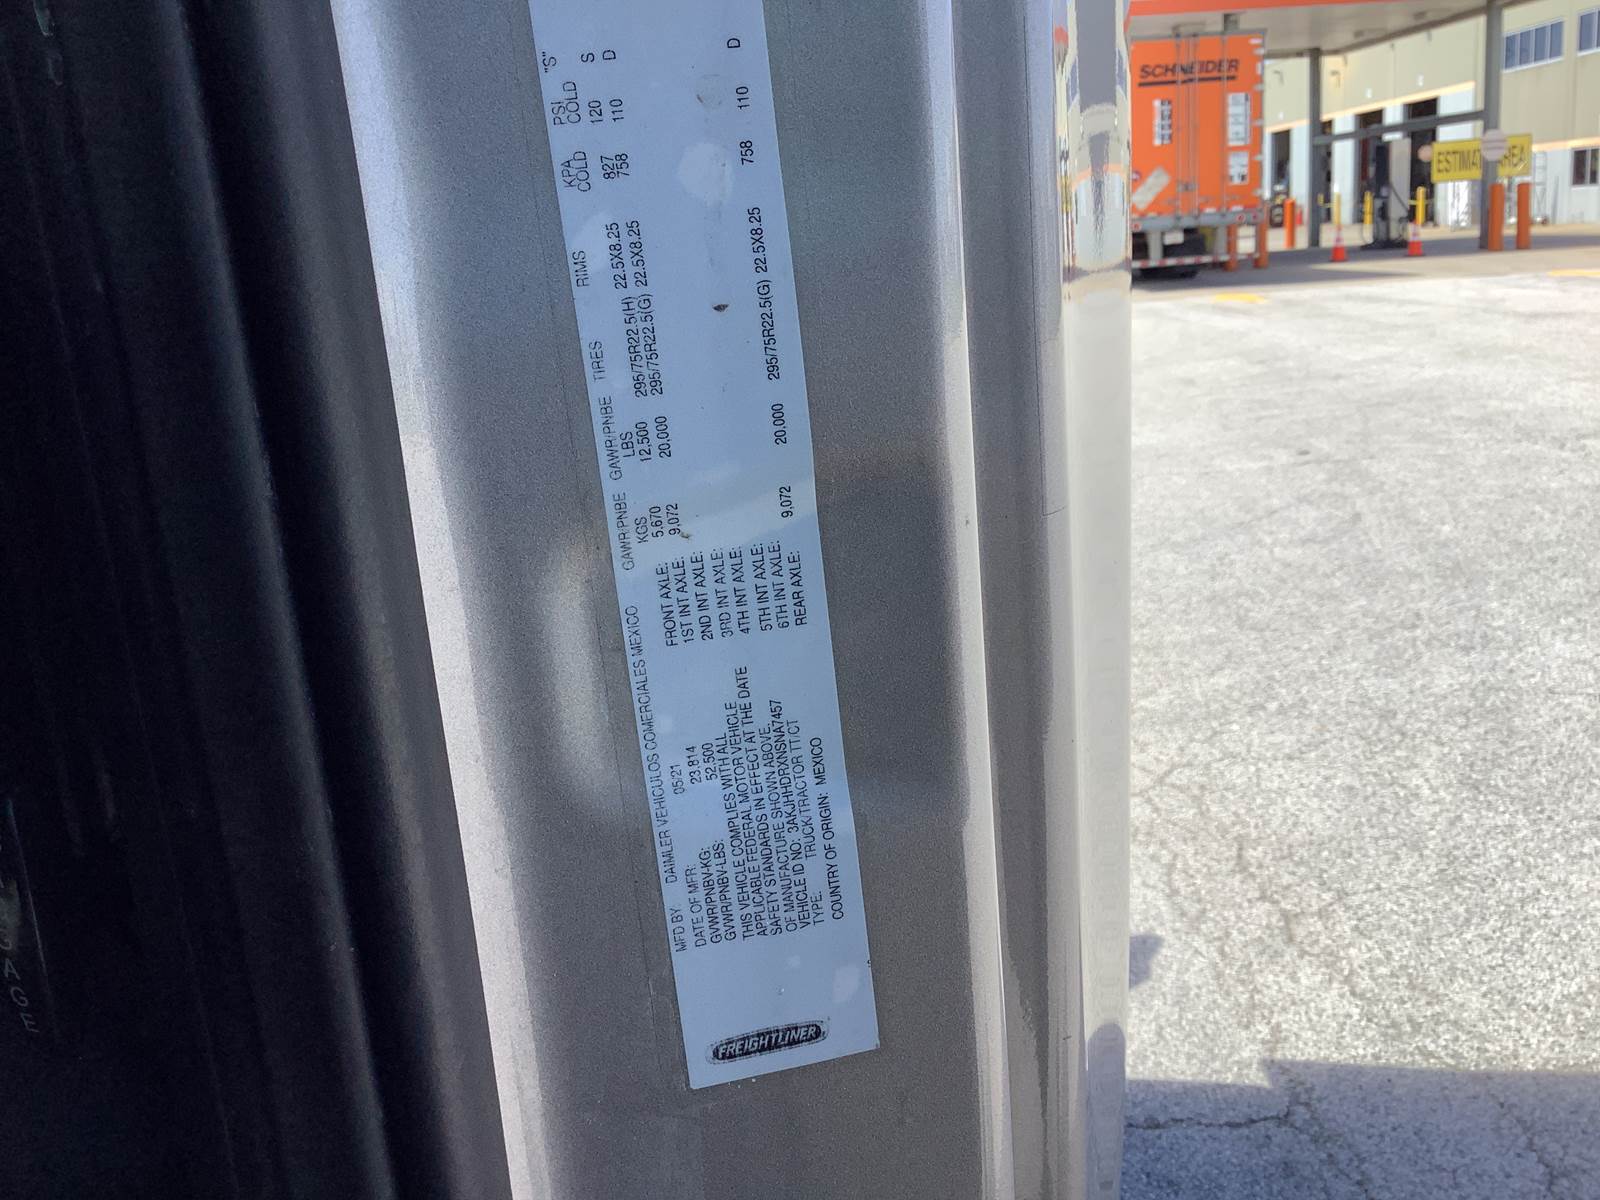 FREIGHTLINER
MFD BY: DAIMLER VEHICULOS COMERCIALES MEXICO
DATE OF MFR: 05/21
GVWR/PNBV-KG: 23 814
GVWR/PNBV-LBS: 52,500
THIS VEHICLE COMPLIES WITH ALL
APPLICABLE FEDERAL MOTOR VEHICLE
SAFETY STANDARDS IN EFFECT AT THE DATE
OF MANUFACTURE SHOWN ABOVE.
VEHICLE ID NO: 3AKJHHDRXNSNA7457
TYPE: TRUCK/TRACTOR TT/CT
COUNTRY OF ORIGIN: MEXICO
GAWR/PNBE GAWR/PNBE TIRES RIMS KPA PSI "S"
KGS LBS COLD COLD
FRONT AXLE: 5,670 12,500 295/75R22.5(H) 22.5X8.25 827 120 S
1ST INT AXLE: 9,072 20,000 295/75R22.5(G) 22.5X8.25 758 110 D
2ND INT AXLE:
3RD INT AXLE:
4TH INT AXLE:
5TH INT AXLE:
6TH INT AXLE:
REAR AXLE: 9,072 20,000 295/75R22.5(G) 22.5X8.25 758 110 D
SCHNEIDER